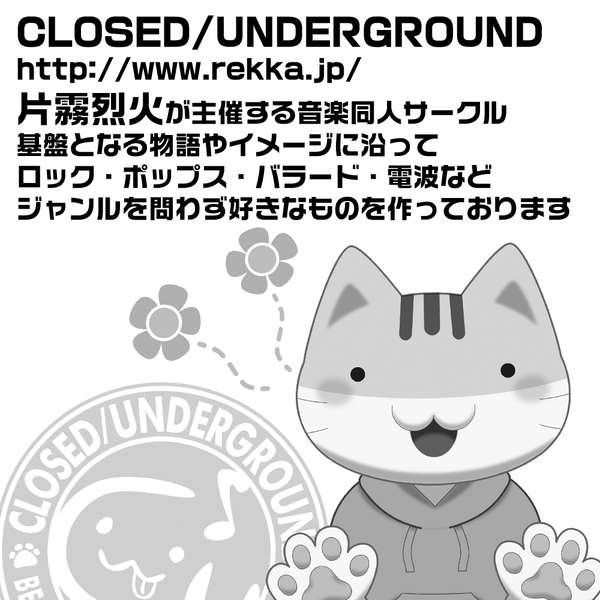 CLOSED/UNDERGROUND
http://www.rekka.jp/
片霧烈火が主催する音楽同人サークル
基盤となる物語やイメージに沿って
ロック・ポップス・バラード・電波など
ジャンルを問わず好きなものを作っております
CLOSED/UNDERGROUND